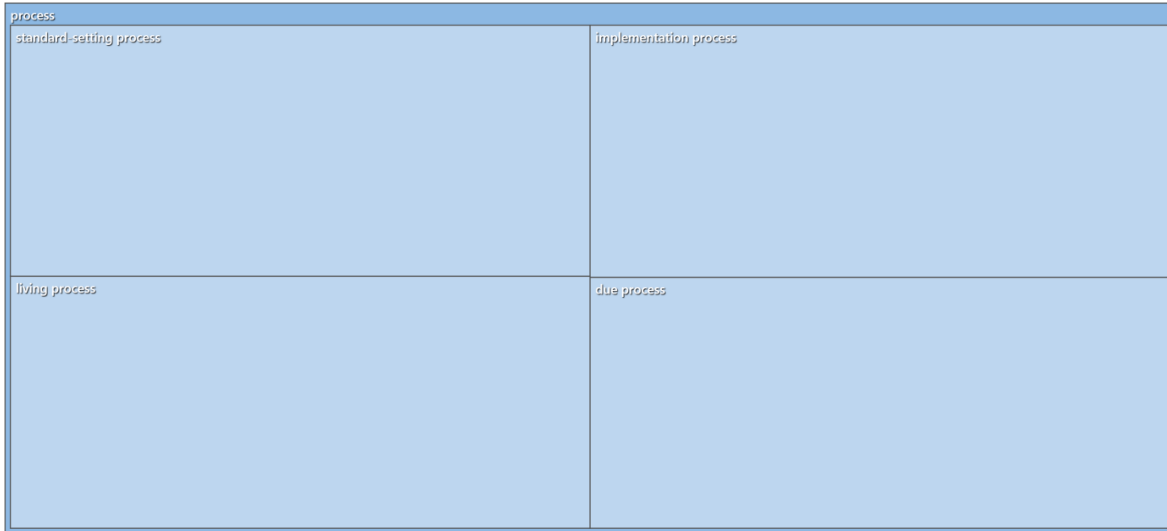 process
standard-setting process
implementation process
living process
due process